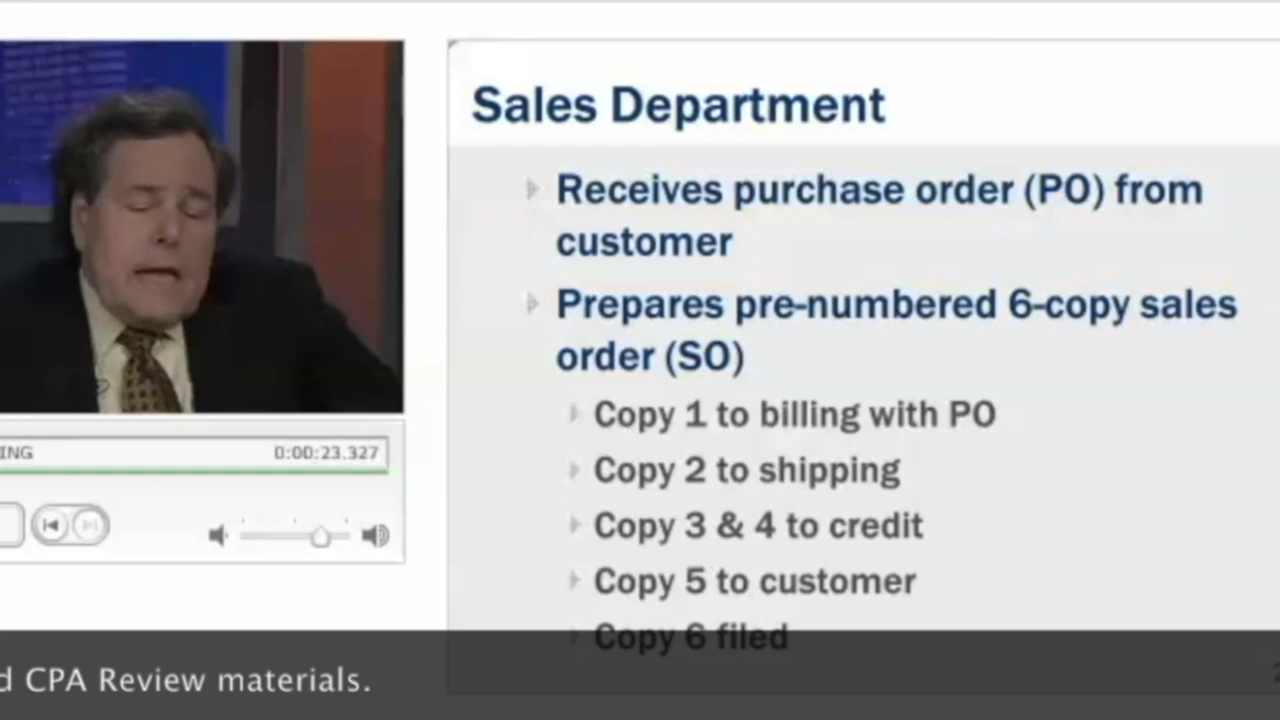 Sales Department
Receives purchase order (PO) from
customer
Prepares pre-numbered 6-copy sales
order (SO)
Copy 1 to billing with PO
Copy 2 to shipping
Copy 3 & 4 to credit
Copy 5 to customer
Copy 6 filed
ING 0:00:23.327
d CPA Review materials.